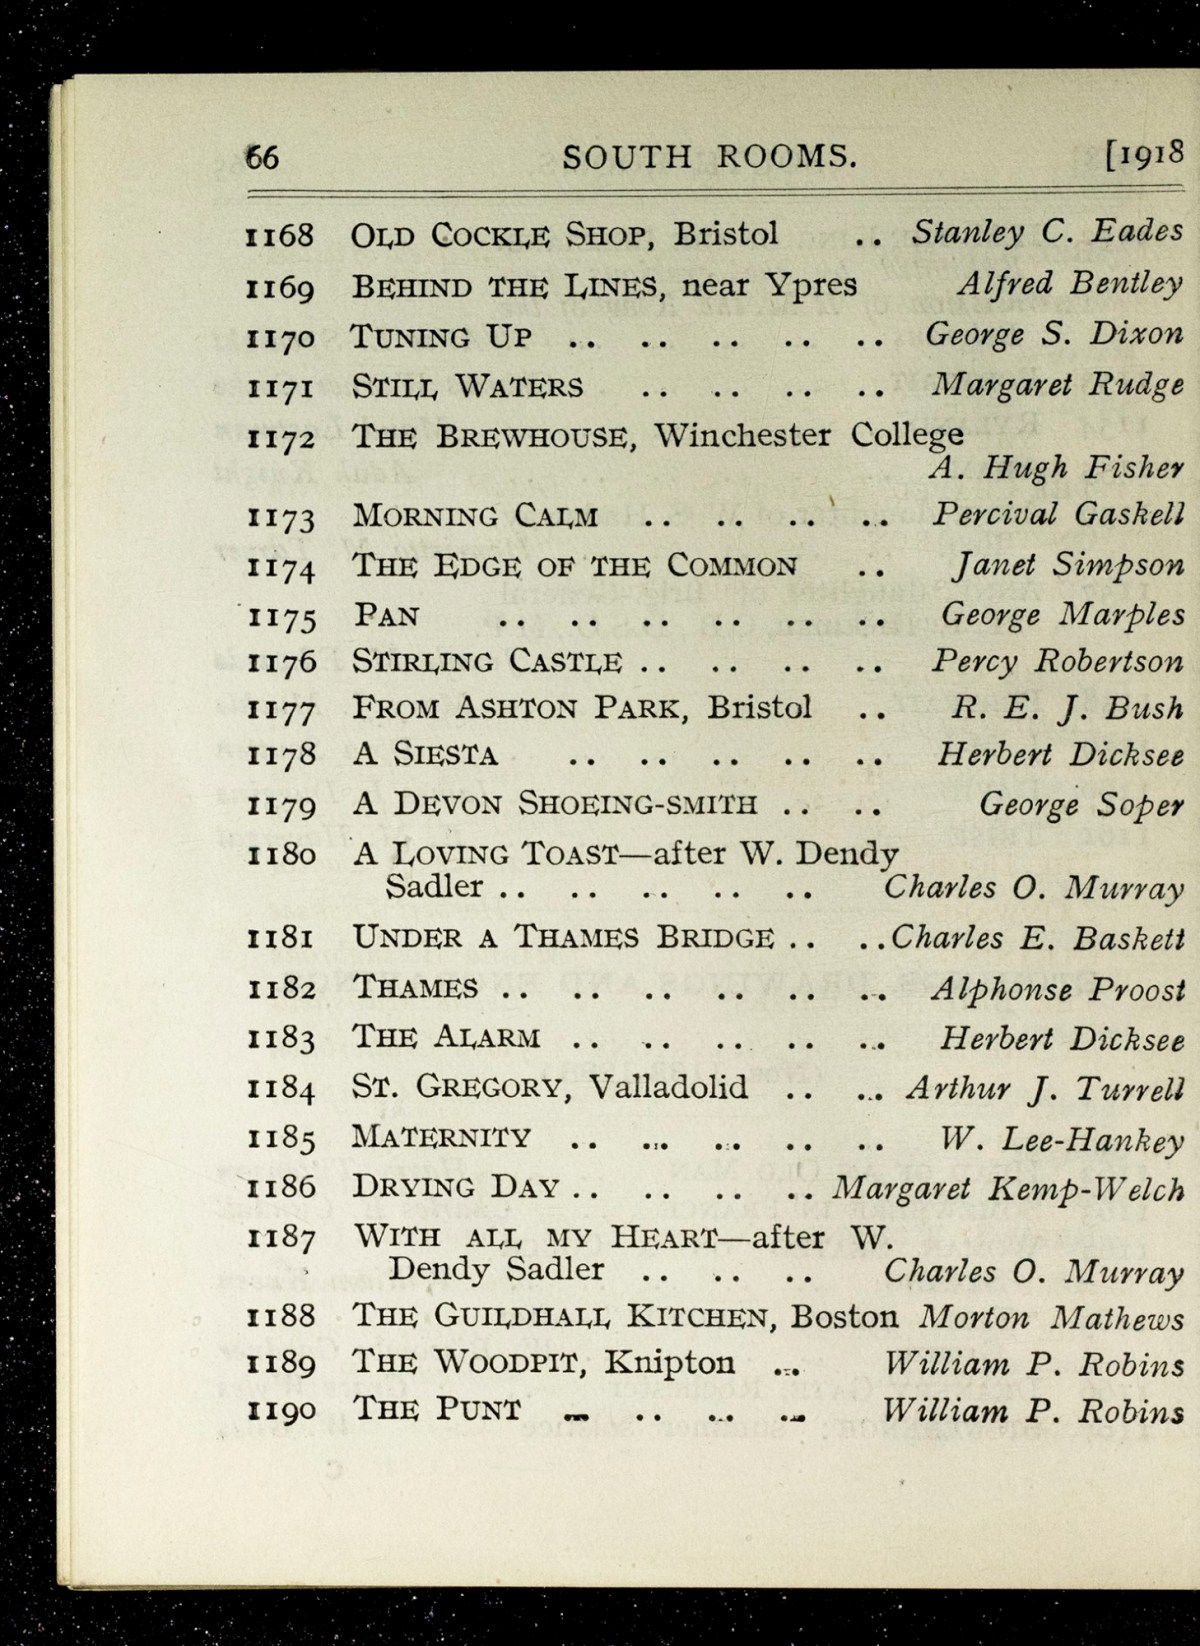 66 SOUTH ROOMS. [1918
1168 OLD COCKLE SHOP, Bristol .. Stanley C. Eades
1169 BEHIND THE LINES, near Ypres Alfred Bentley
1170 TUNING UP .. .. .. .. .. George S. Dixon
1171 STILL WATERS .. .. .. .. Margaret Rudge
1172 THE BREWHOUSE, Winchester College
A. Hugh Fisher
1173 MORNING CALM .. .. .. .. Percival Gaskell
1174 THE EDGE OF THE COMMON .. Janet Simpson
1175 PAN .. .. .. .. .. .. George Marples
1176 STIRLING CASTLE .. .. .. .. Percy Robertson
1177 FROM ASHTON PARK, Bristol .. R. E. J. Bush
1178 A SIESTA .. .. .. .. .. Herbert Dicksee
1179 A DEVON SHOEING-SMITH .. .. George Soper
1180 A LOVING TOAST—after W. Dendy
Sadler .. .. .. .. .. Charles O. Murray
1181 UNDER A THAMES BRIDGE .. .. Charles E. Baskett
1182 THAMES .. .. .. .. .. .. Alphonse Proost
1183 THE ALARM .. .. .. .. .. Herbert Dicksee
1184 ST. GREGORY, Valladolid .. .. Arthur J. Turrell
1185 MATERNITY .. .. .. .. .. W. Lee-Hankey
1186 DRYING DAY .. .. .. .. Margaret Kemp-Welch
1187 WITH ALL MY HEART—after W.
Dendy Sadler .. .. .. Charles O. Murray
1188 THE GUILDHALL KITCHEN, Boston Morton Mathews
1189 THE WOODPIT, Knipton .. William P. Robins
1190 THE PUNT .. .. .. .. William P. Robins